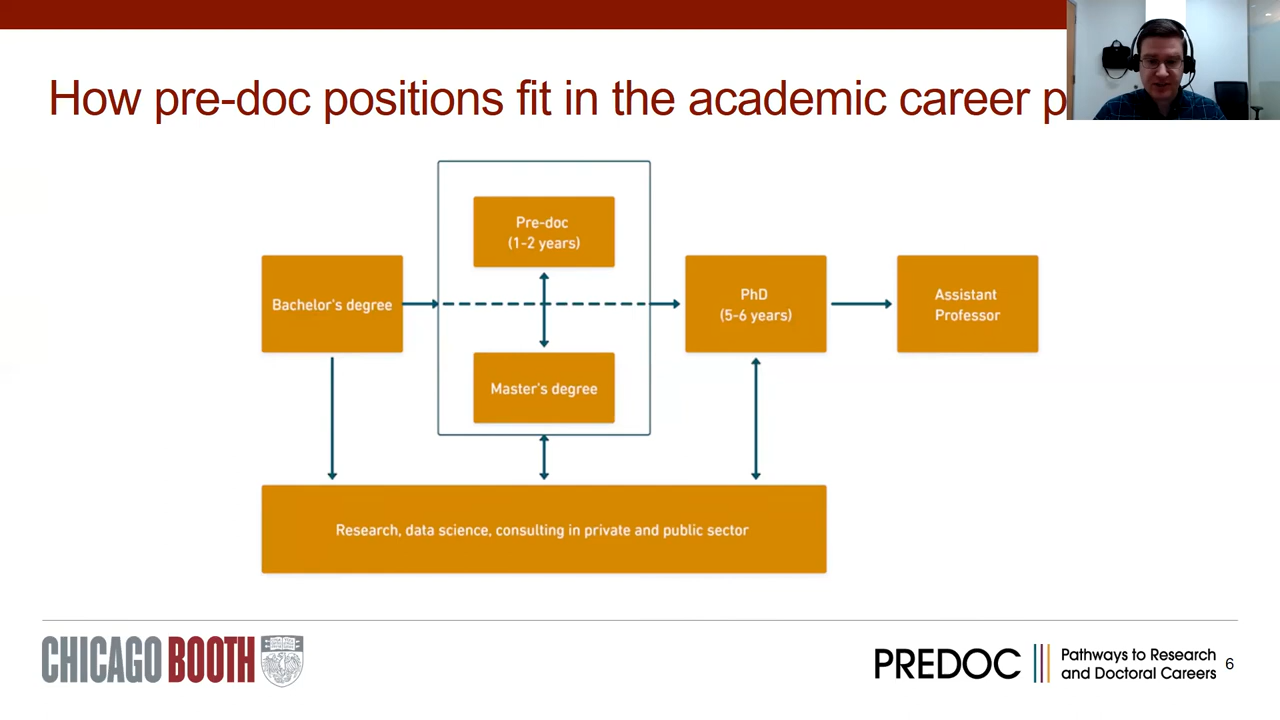 How pre-doc positions fit in the academic career p
Pre-doc
(1-2 years)
Bachelor's degree
PhD
(5-6 years)
Assistant
Professor
Master's degree
Research, data science, consulting in private and public sector
CHICAGO BOOTH
PREDOC
Pathways to Research
and Doctoral Careers
6